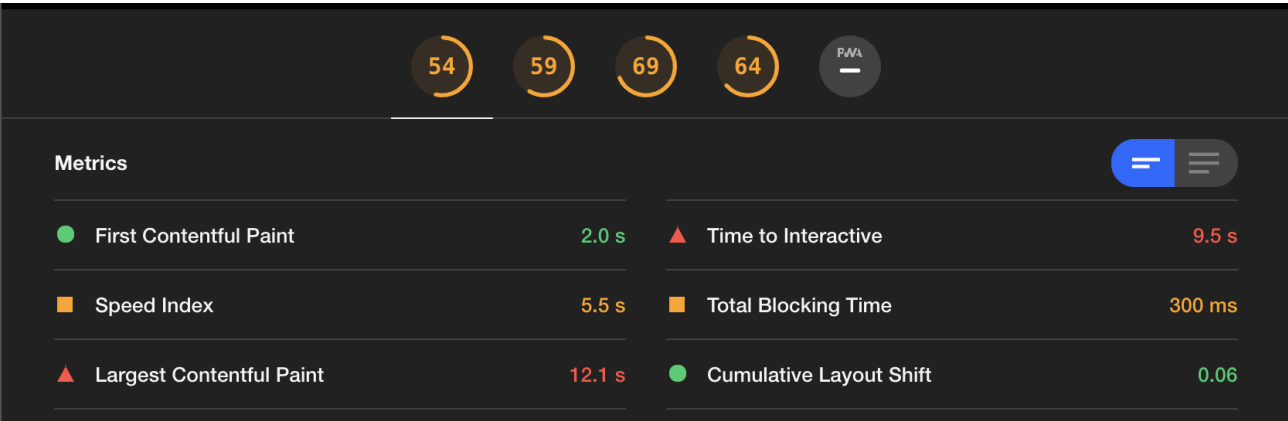 54 59 69 64 PWA
Metrics
First Contentful Paint 2.0 s
Time to Interactive 9.5 s
Speed Index 5.5 s
Total Blocking Time 300 ms
Largest Contentful Paint 12.1 s
Cumulative Layout Shift 0.06